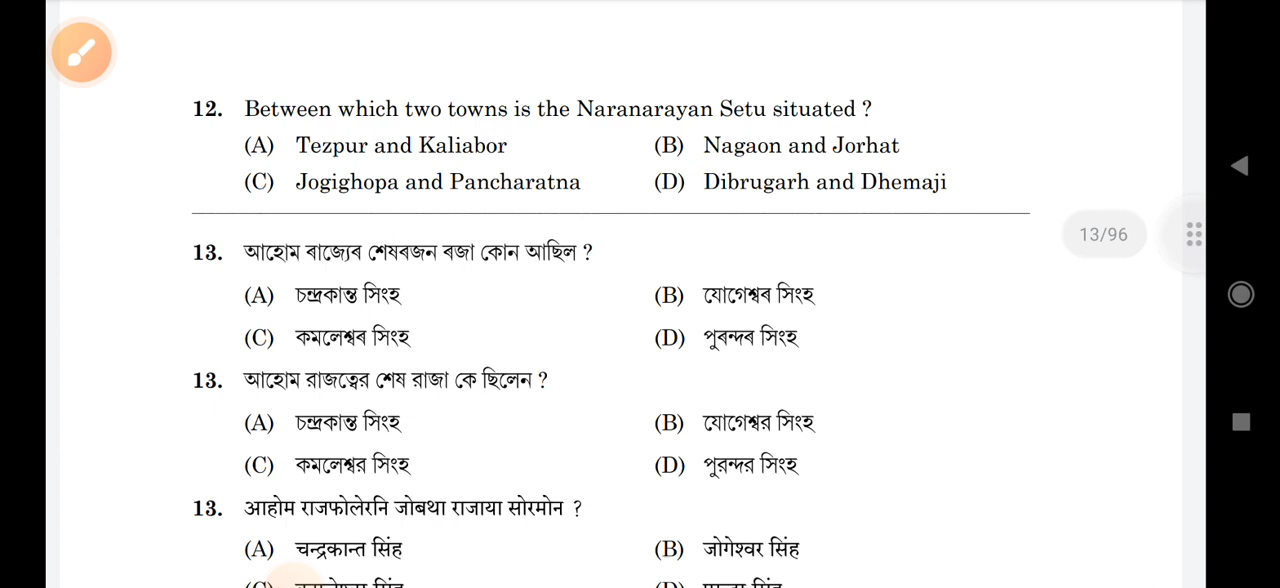 12. Between which two towns is the Naranarayan Setu situated ?
(A) Tezpur and Kaliabor (B) Nagaon and Jorhat
(C) Jogighopa and Pancharatna (D) Dibrugarh and Dhemaji
13. আহোম ৰাজ্যেৰ শেষৰজন ৰজা কোন আছিল ?
(A) চন্দ্ৰকান্ত সিংহ (B) যোগেশ্বৰ সিংহ
(C) কমলেশ্বৰ সিংহ (D) পুৰন্দৰ সিংহ
13/96
13. আহোম রাজত্বের শেষ রাজা কে ছিলেন ?
(A) চন্দ্রকান্ত সিংহ (B) যোগেশ্বর সিংহ
(C) কমলেশ্বর সিংহ (D) পুরন্দর সিংহ
13. आहोम राजफोलेरनि जोबथा राजाया सोरमोन ?
(A) चन्द्रकान्त सिंह (B) जोगेश्वर सिंह